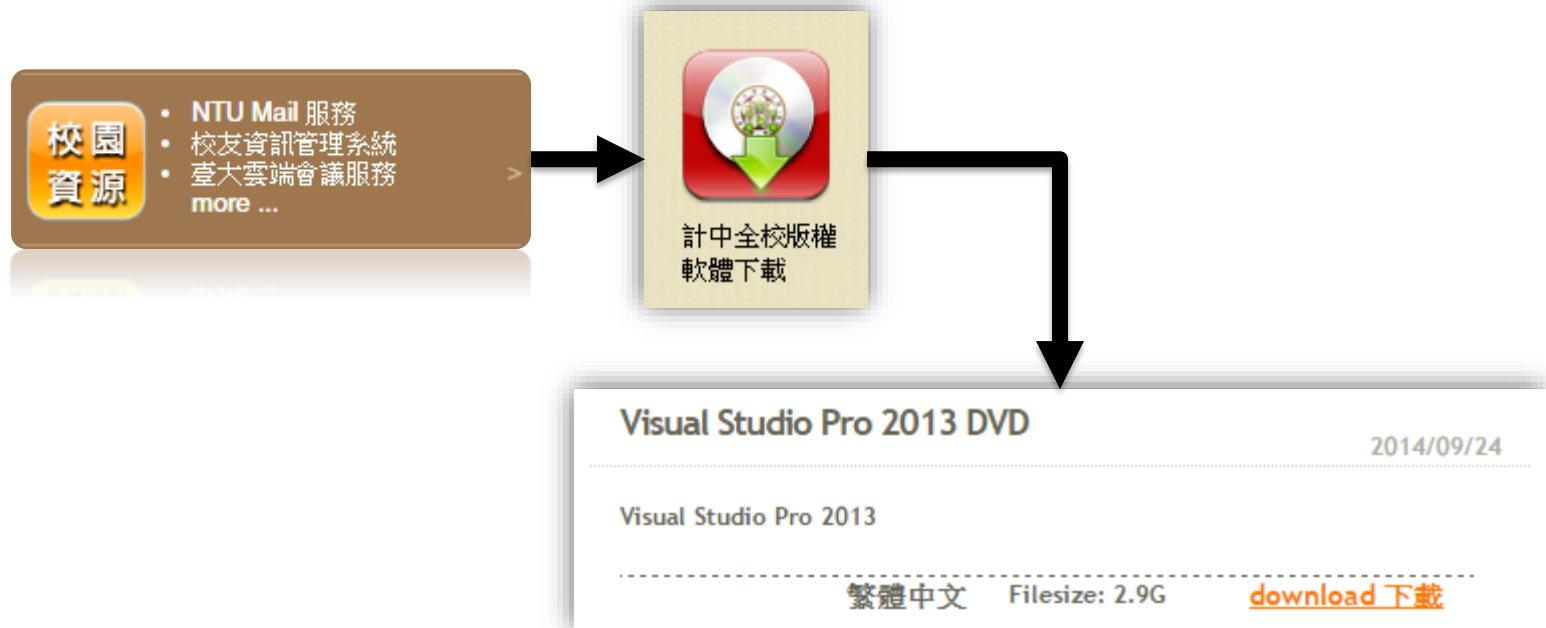 校園
資源
• NTU Mail 服務
• 校友資訊管理系統
• 臺大雲端會議服務
more ...
>
計中全校版權
軟體下載
Visual Studio Pro 2013 DVD
2014/09/24
Visual Studio Pro 2013
繁體中文 Filesize: 2.9G download 下載